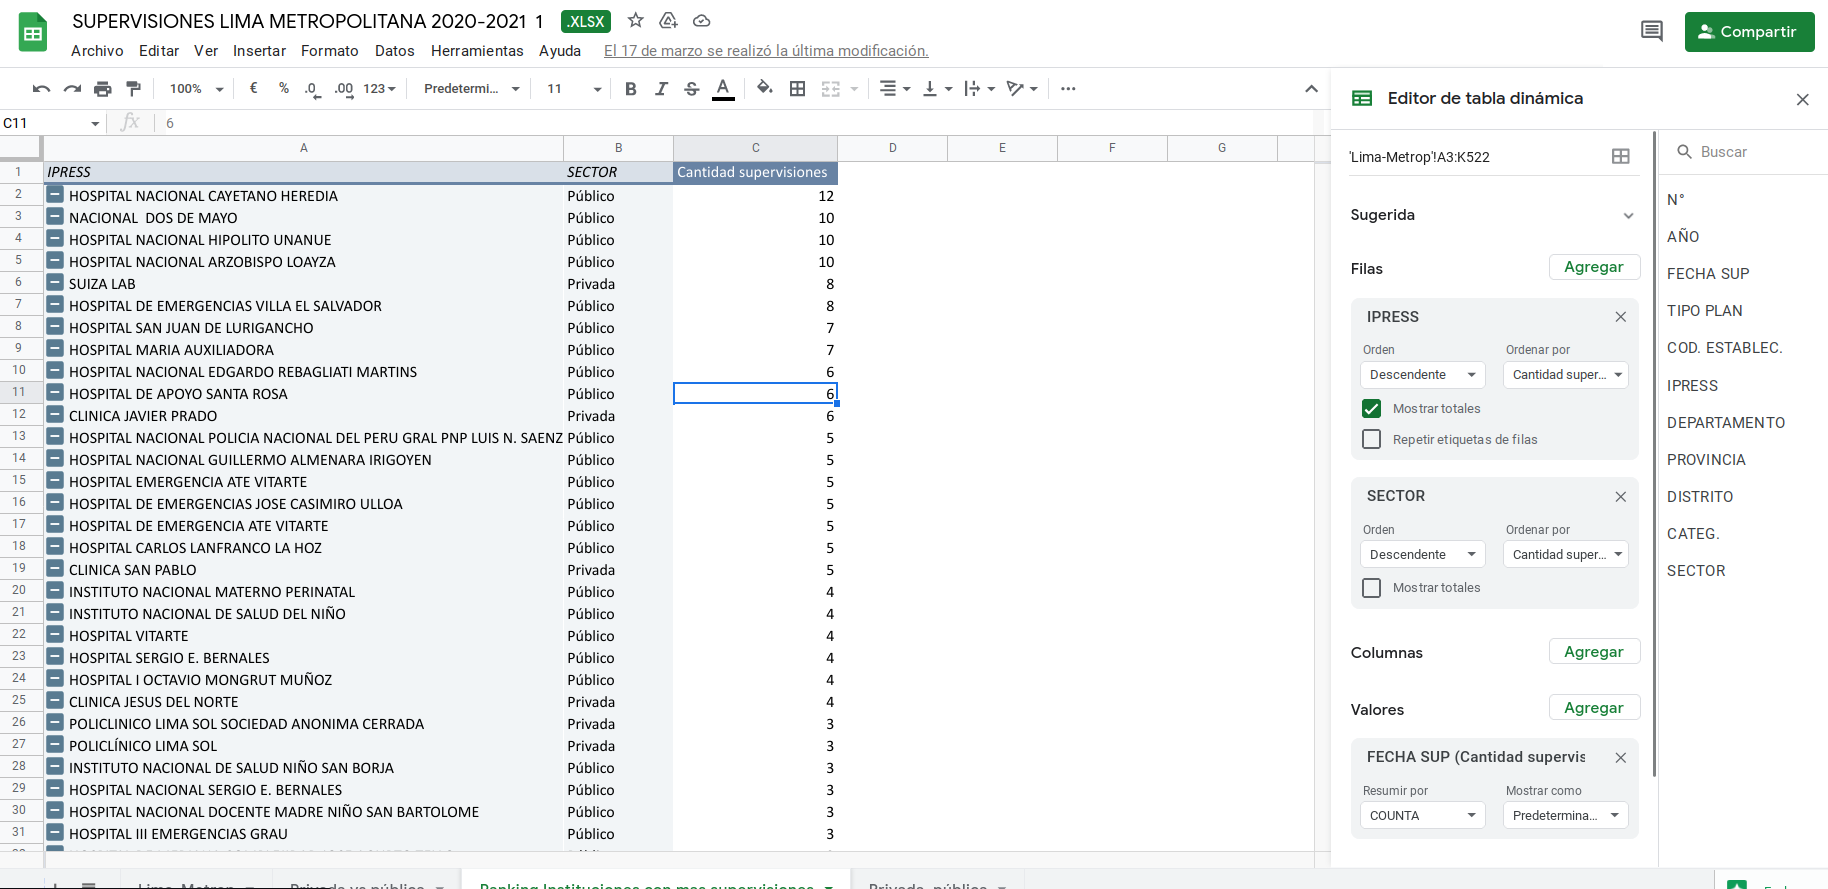 SUPERVISIONES LIMA METROPOLITANA 2020-2021 1 .XLSX
Archivo Editar Ver Insertar Formato Datos Herramientas Ayuda El 17 de marzo se realizó la última modificación.
Compartir
100% € % .0 .00 123 Predetermi... 11 B I S A
C11 fx 6
A B C D E F G
1 IPRESS SECTOR Cantidad supervisiones
2 HOSPITAL NACIONAL CAYETANO HEREDIA Público 12
3 NACIONAL DOS DE MAYO Público 10
4 HOSPITAL NACIONAL HIPOLITO UNANUE Público 10
5 HOSPITAL NACIONAL ARZOBISPO LOAYZA Público 10
6 SUIZA LAB Privada 8
7 HOSPITAL DE EMERGENCIAS VILLA EL SALVADOR Público 8
8 HOSPITAL SAN JUAN DE LURIGANCHO Público 7
9 HOSPITAL MARIA AUXILIADORA Público 7
10 HOSPITAL NACIONAL EDGARDO REBAGLIATI MARTINS Público 6
11 HOSPITAL DE APOYO SANTA ROSA Público 6
12 CLINICA JAVIER PRADO Privada 6
13 HOSPITAL NACIONAL POLICIA NACIONAL DEL PERU GRAL PNP LUIS N. SAENZ Público 5
14 HOSPITAL NACIONAL GUILLERMO ALMENARA IRIGOYEN Público 5
15 HOSPITAL EMERGENCIA ATE VITARTE Público 5
16 HOSPITAL DE EMERGENCIAS JOSE CASIMIRO ULLOA Público 5
17 HOSPITAL DE EMERGENCIA ATE VITARTE Público 5
18 HOSPITAL CARLOS LANFRANCO LA HOZ Público 5
19 CLINICA SAN PABLO Privada 5
20 INSTITUTO NACIONAL MATERNO PERINATAL Público 4
21 INSTITUTO NACIONAL DE SALUD DEL NIÑO Público 4
22 HOSPITAL VITARTE Público 4
23 HOSPITAL SERGIO E. BERNALES Público 4
24 HOSPITAL I OCTAVIO MONGRUT MUÑOZ Público 4
25 CLINICA JESUS DEL NORTE Privada 4
26 POLICLINICO LIMA SOL SOCIEDAD ANONIMA CERRADA Privada 3
27 POLICLÍNICO LIMA SOL Privada 3
28 INSTITUTO NACIONAL DE SALUD NIÑO SAN BORJA Público 3
29 HOSPITAL NACIONAL SERGIO E. BERNALES Público 3
30 HOSPITAL NACIONAL DOCENTE MADRE NIÑO SAN BARTOLOME Público 3
31 HOSPITAL III EMERGENCIAS GRAU Público 3
Lima-Metrop Privada vs público Ranking Instituciones con mas supervisiones Privada-público
Editor de tabla dinámica
'Lima-Metrop'!A3:K522
Sugerida
Filas Agregar
IPRESS
Orden Ordenar por
Descendente Cantidad super...
Mostrar totales
Repetir etiquetas de filas
SECTOR
Orden Ordenar por
Descendente Cantidad super...
Mostrar totales
Columnas Agregar
Valores Agregar
FECHA SUP (Cantidad supervis
Resumir por Mostrar como
COUNTA Predetermina...
Buscar
N°
AÑO
FECHA SUP
TIPO PLAN
COD. ESTABLEC.
IPRESS
DEPARTAMENTO
PROVINCIA
DISTRITO
CATEG.
SECTOR